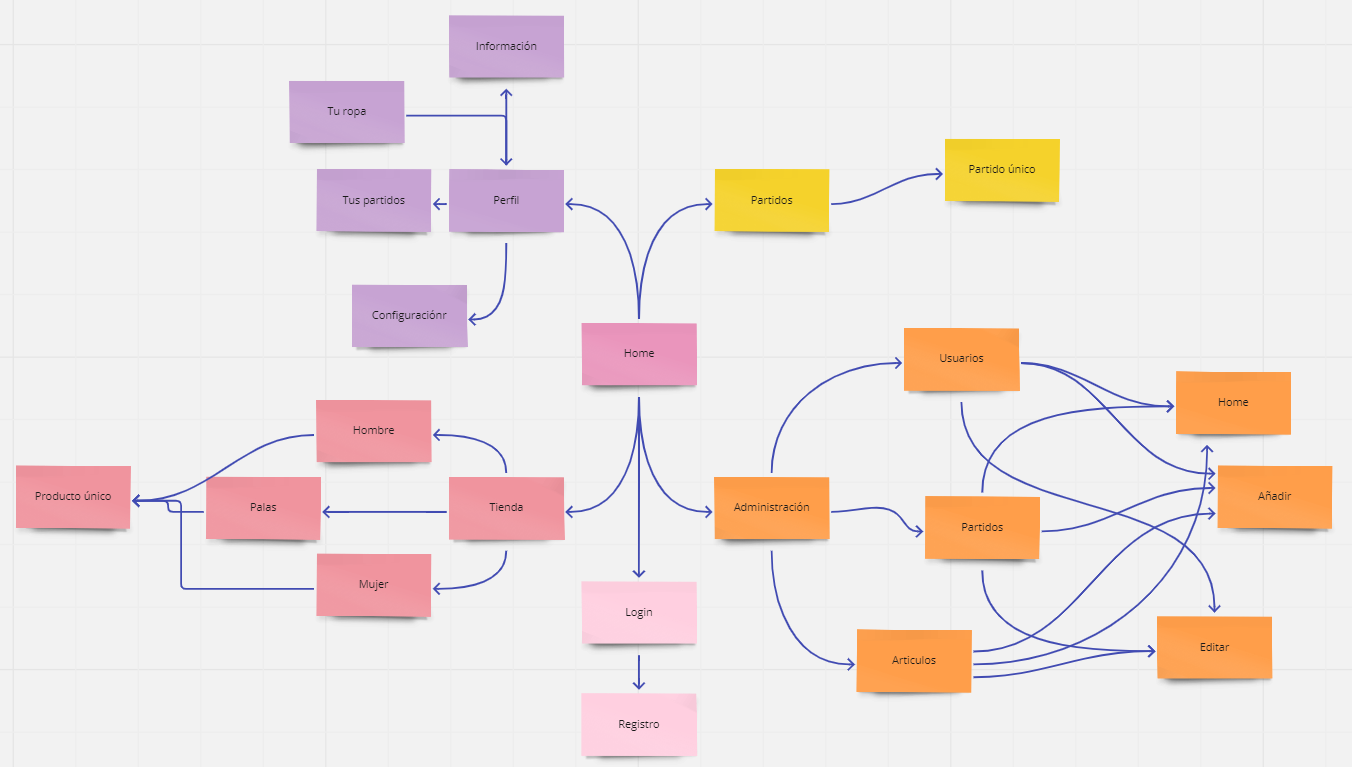 Información
Tu ropa
Partido único
Tus partidos
Perfil
Partidos
Configuraciónr
Home
Usuarios
Home
Hombre
Producto único
Palas
Tienda
Administración
Añadir
Partidos
Mujer
Login
Editar
Articulos
Registro